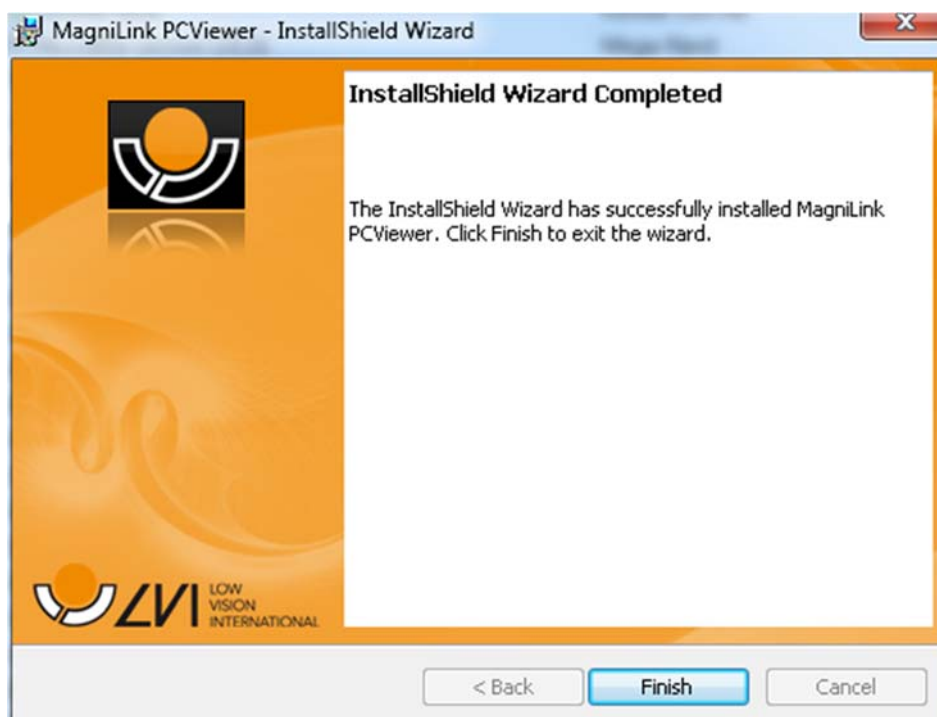 MagniLink PCViewer - InstallShield Wizard
InstallShield Wizard Completed
The InstallShield Wizard has successfully installed MagniLink
PCViewer. Click Finish to exit the wizard.
LVI
LOW
VISION
INTERNATIONAL
< Back
Finish
Cancel